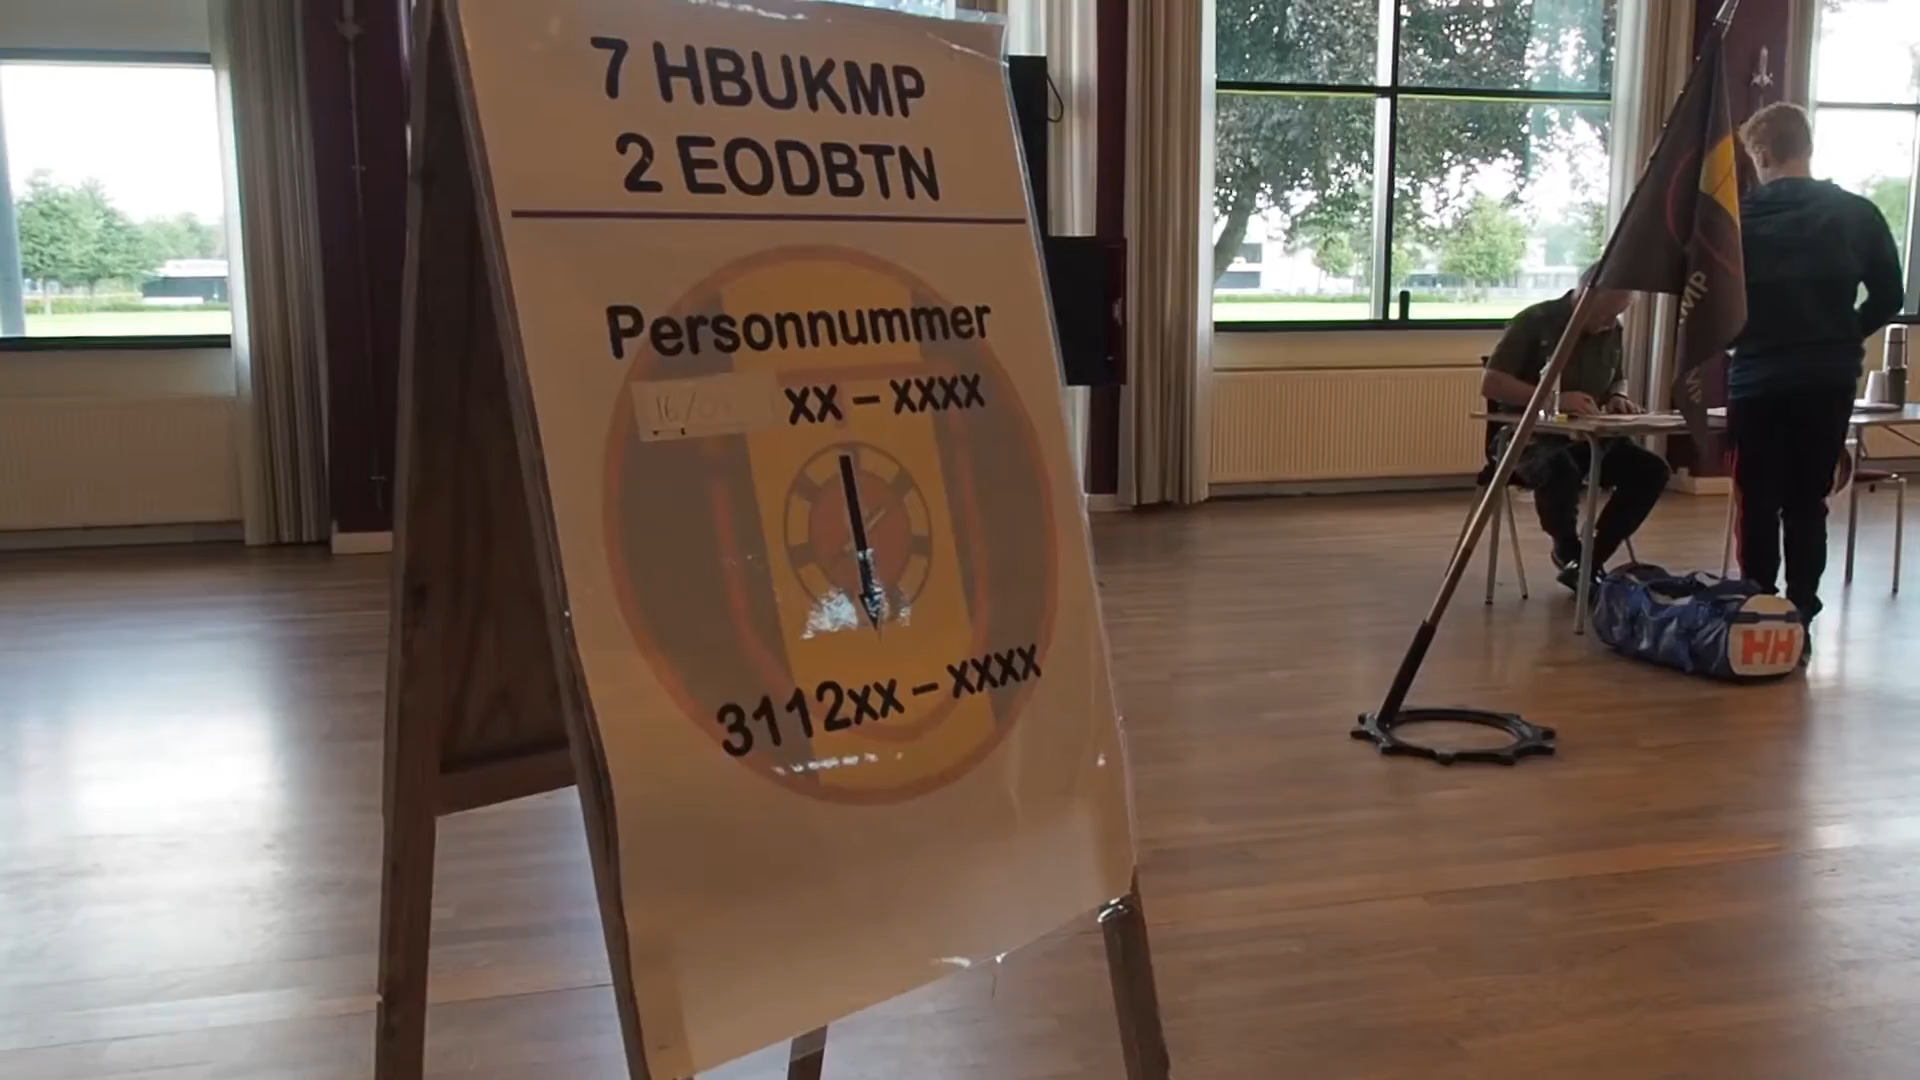 7 HBUKMP
2 EODBTN
Personnummer
xx – xxxx
3112xx – xxxx
HH